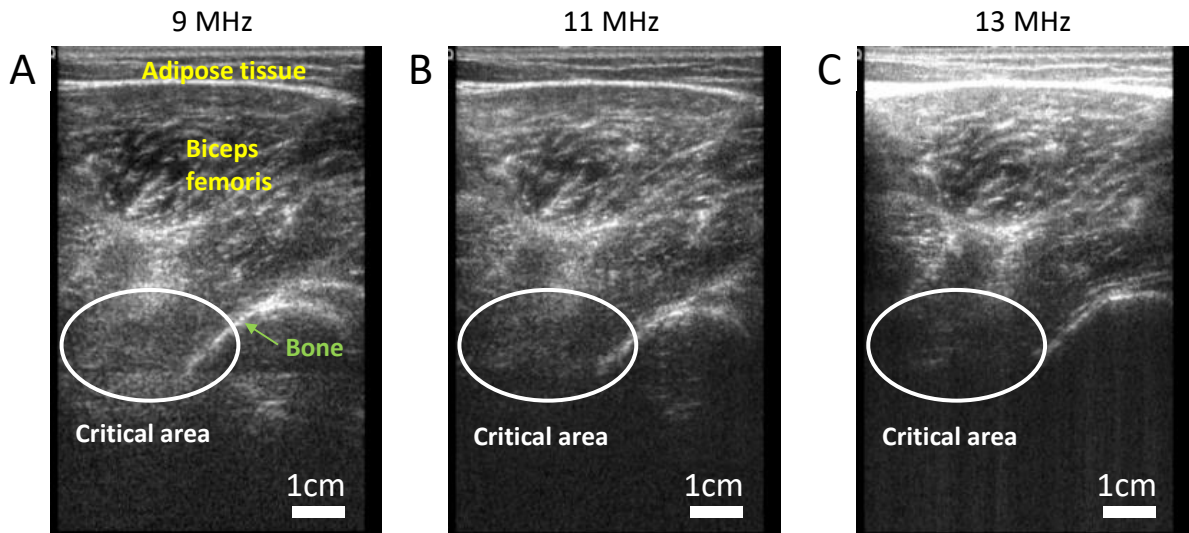 9 MHz
11 MHz
13 MHz
A
B
C
Adipose tissue
Biceps
femoris
Bone
Critical area
Critical area
Critical area
1cm
1cm
1cm